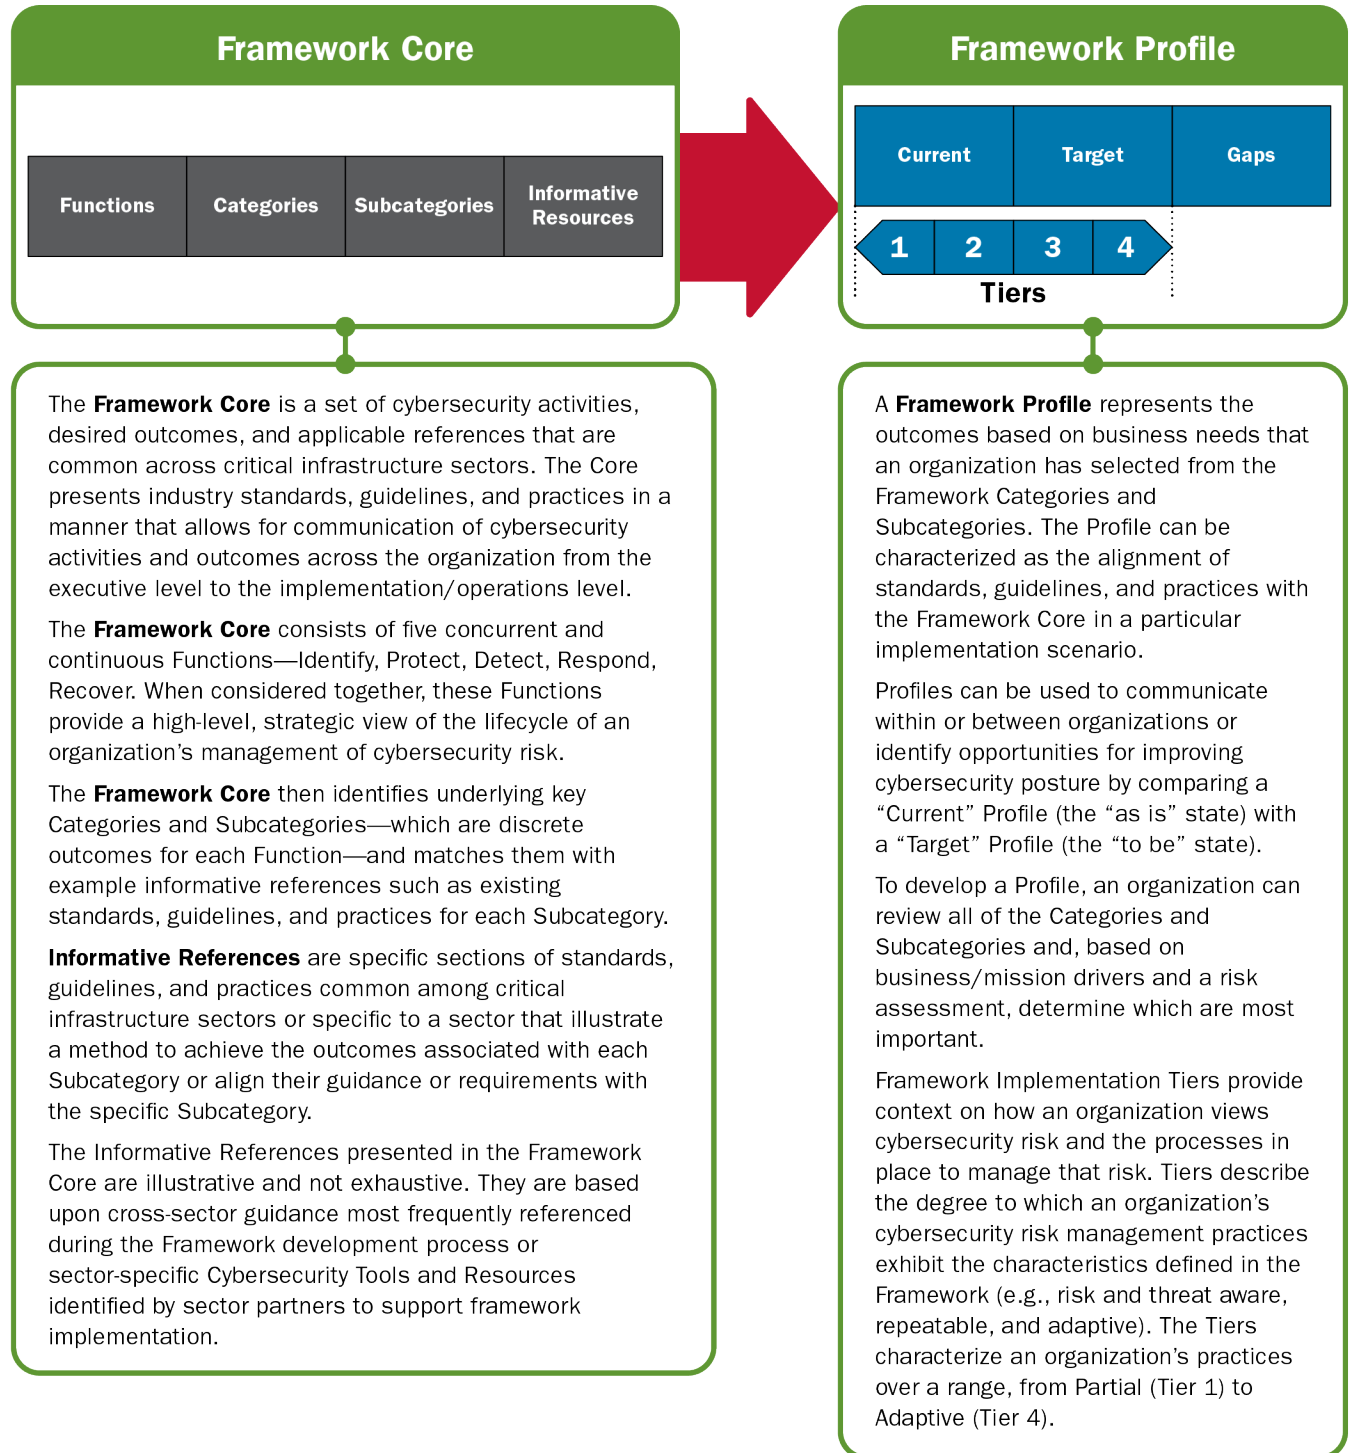 Framework Core
Functions
Categories
Subcategories
Informative
Resources
The Framework Core is a set of cybersecurity activities,
desired outcomes, and applicable references that are
common across critical infrastructure sectors. The Core
presents industry standards, guidelines, and practices in a
manner that allows for communication of cybersecurity
activities and outcomes across the organization from the
executive level to the implementation/operations level.
The Framework Core consists of five concurrent and
continuous Functions—Identify, Protect, Detect, Respond,
Recover. When considered together, these Functions
provide a high-level, strategic view of the lifecycle of an
organization’s management of cybersecurity risk.
The Framework Core then identifies underlying key
Categories and Subcategories—which are discrete
outcomes for each Function—and matches them with
example informative references such as existing
standards, guidelines, and practices for each Subcategory.
Informative References are specific sections of standards,
guidelines, and practices common among critical
infrastructure sectors or specific to a sector that illustrate
a method to achieve the outcomes associated with each
Subcategory or align their guidance or requirements with
the specific Subcategory.
The Informative References presented in the Framework
Core are illustrative and not exhaustive. They are based
upon cross-sector guidance most frequently referenced
during the Framework development process or
sector-specific Cybersecurity Tools and Resources
identified by sector partners to support framework
implementation.
Framework Profile
Current
Target
Gaps
1
2
3
4
Tiers
A Framework Profile represents the
outcomes based on business needs that
an organization has selected from the
Framework Categories and
Subcategories. The Profile can be
characterized as the alignment of
standards, guidelines, and practices with
the Framework Core in a particular
implementation scenario.
Profiles can be used to communicate
within or between organizations or
identify opportunities for improving
cybersecurity posture by comparing a
“Current” Profile (the “as is” state) with
a “Target” Profile (the “to be” state).
To develop a Profile, an organization can
review all of the Categories and
Subcategories and, based on
business/mission drivers and a risk
assessment, determine which are most
important.
Framework Implementation Tiers provide
context on how an organization views
cybersecurity risk and the processes in
place to manage that risk. Tiers describe
the degree to which an organization’s
cybersecurity risk management practices
exhibit the characteristics defined in the
Framework (e.g., risk and threat aware,
repeatable, and adaptive). The Tiers
characterize an organization’s practices
over a range, from Partial (Tier 1) to
Adaptive (Tier 4).